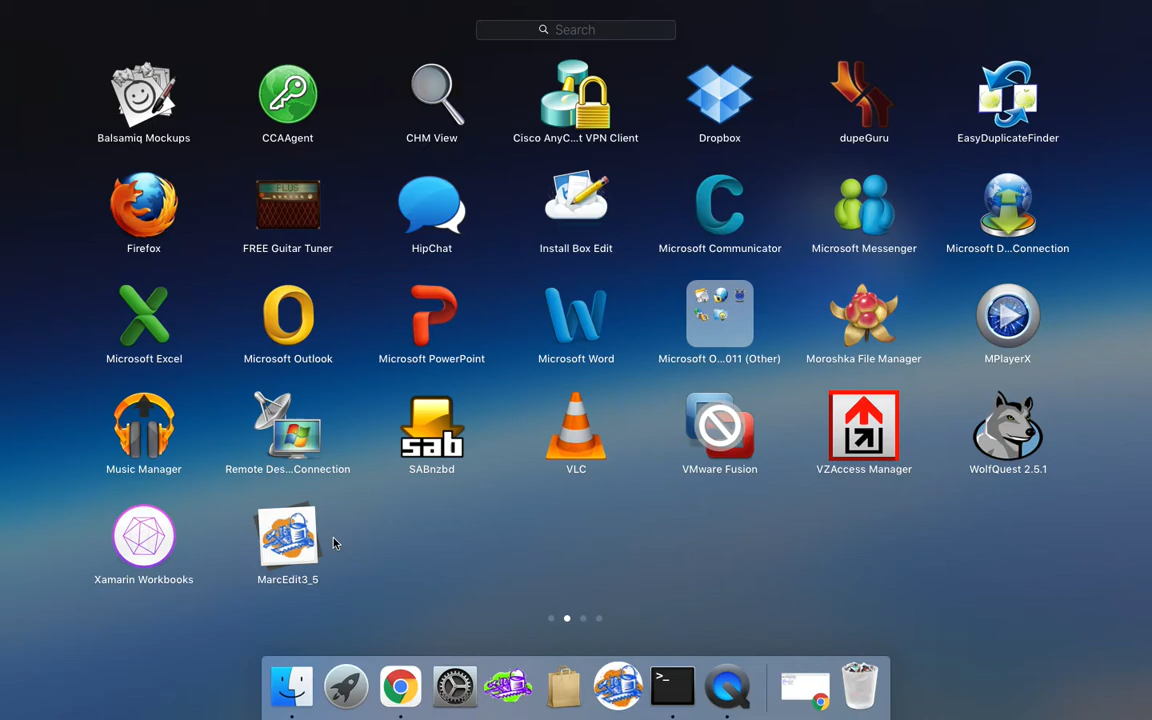 Search
Balsamiq Mockups
CCAAgent
CHM View
Cisco AnyC...t VPN Client
Dropbox
dupeGuru
EasyDuplicateFinder
Firefox
PLUS
FREE Guitar Tuner
HipChat
Install Box Edit
Microsoft Communicator
Microsoft Messenger
Microsoft D...Connection
Microsoft Excel
Microsoft Outlook
Microsoft PowerPoint
Microsoft Word
Microsoft O...011 (Other)
Moroshka File Manager
MPlayerX
sab
Music Manager
Remote Des...Connection
SABnzbd
VLC
VMware Fusion
VZAccess Manager
WolfQuest 2.5.1
Xamarin Workbooks
MarcEdit3_5
>_